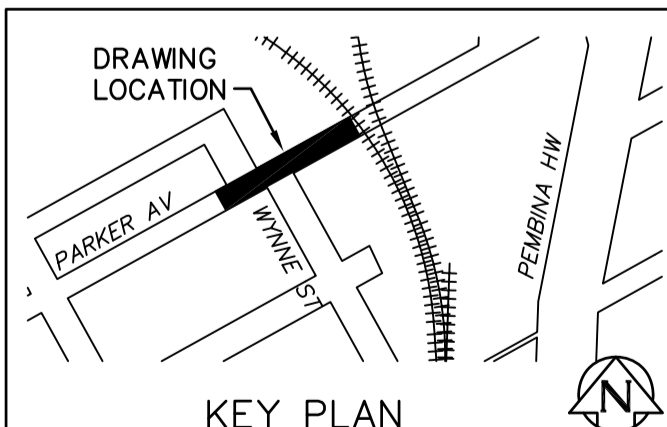 DRAWING
LOCATION
PARKER AV
WYNNE ST
PEMBINA HW
KEY PLAN
N